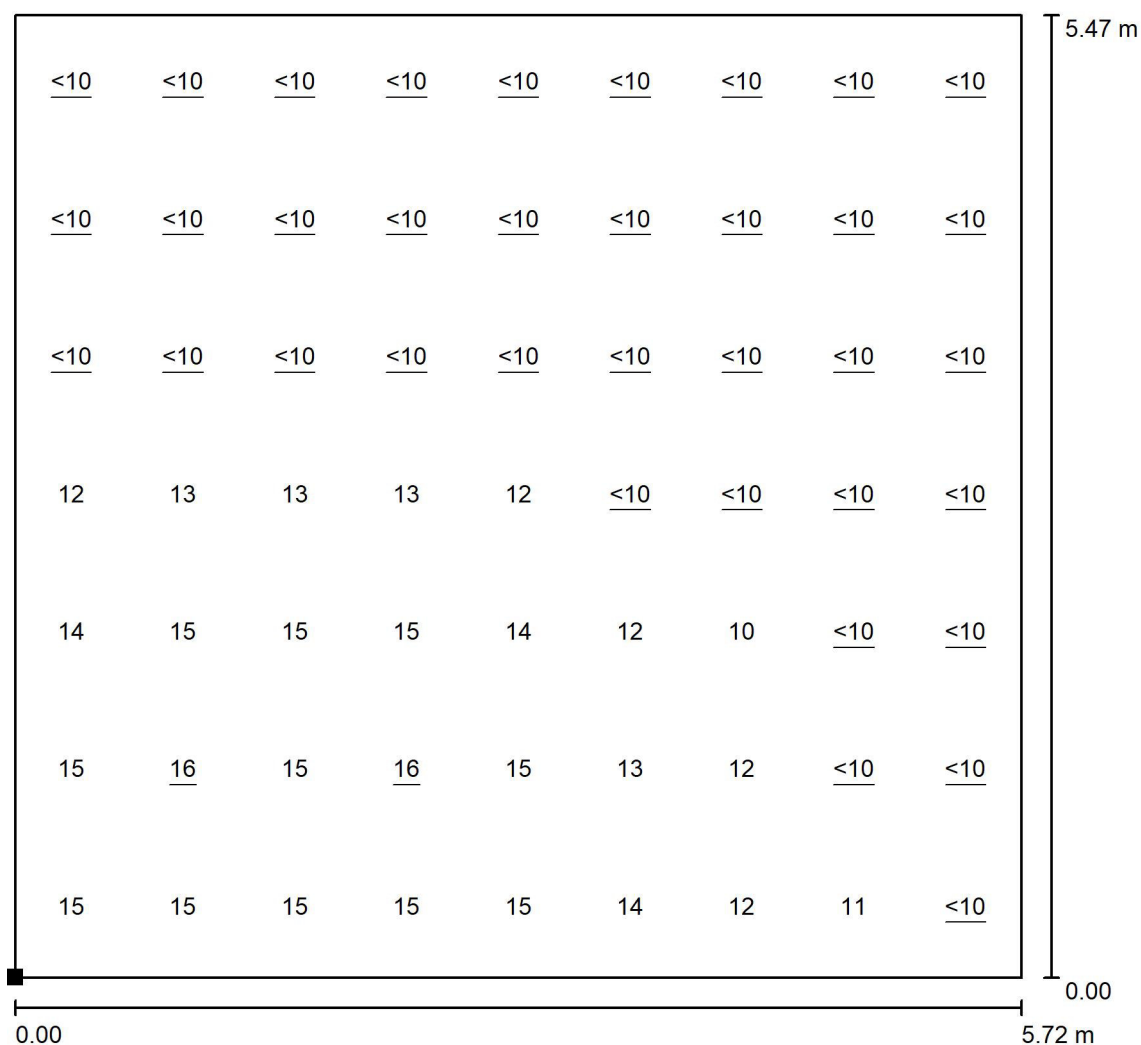 5.47 m
<10 <10 <10 <10 <10 <10 <10 <10 <10
<10 <10 <10 <10 <10 <10 <10 <10 <10
<10 <10 <10 <10 <10 <10 <10 <10 <10
12 13 13 13 12 <10 <10 <10 <10
14 15 15 15 14 12 10 <10 <10
15 16 15 16 15 13 12 <10 <10
15 15 15 15 15 14 12 11 <10
0.00
0.00 5.72 m